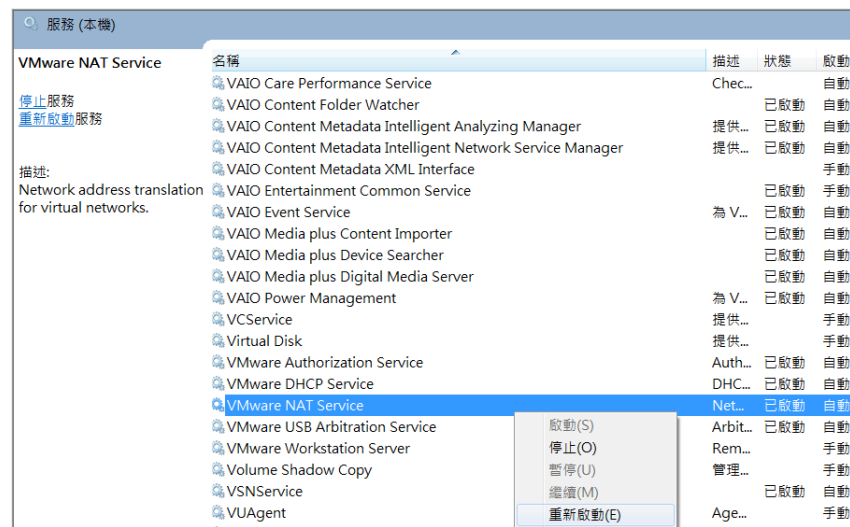 服務 (本機)
VMware NAT Service
停止服務
重新啟動服務
描述:
Network address translation
for virtual networks.
名稱 描述 狀態 啟動
VAIO Care Performance Service Chec... 自動
VAIO Content Folder Watcher 已啟動 自動
VAIO Content Metadata Intelligent Analyzing Manager 提供... 已啟動 自動
VAIO Content Metadata Intelligent Network Service Manager 提供... 已啟動 自動
VAIO Content Metadata XML Interface 手動
VAIO Entertainment Common Service 已啟動 手動
VAIO Event Service 為 V... 已啟動 自動
VAIO Media plus Content Importer 已啟動 自動
VAIO Media plus Device Searcher 已啟動 自動
VAIO Media plus Digital Media Server 已啟動 自動
VAIO Power Management 為 V... 已啟動 自動
VCService 提供... 手動
Virtual Disk 提供... 手動
VMware Authorization Service Auth... 已啟動 自動
VMware DHCP Service DHC... 已啟動 自動
VMware NAT Service Net... 已啟動 自動
VMware USB Arbitration Service Arbit... 已啟動 自動
VMware Workstation Server Rem... 手動
Volume Shadow Copy 管理... 手動
VSNService 已啟動 自動
VUAgent Age... 手動
啟動(S)
停止(O)
暫停(U)
繼續(M)
重新啟動(E)